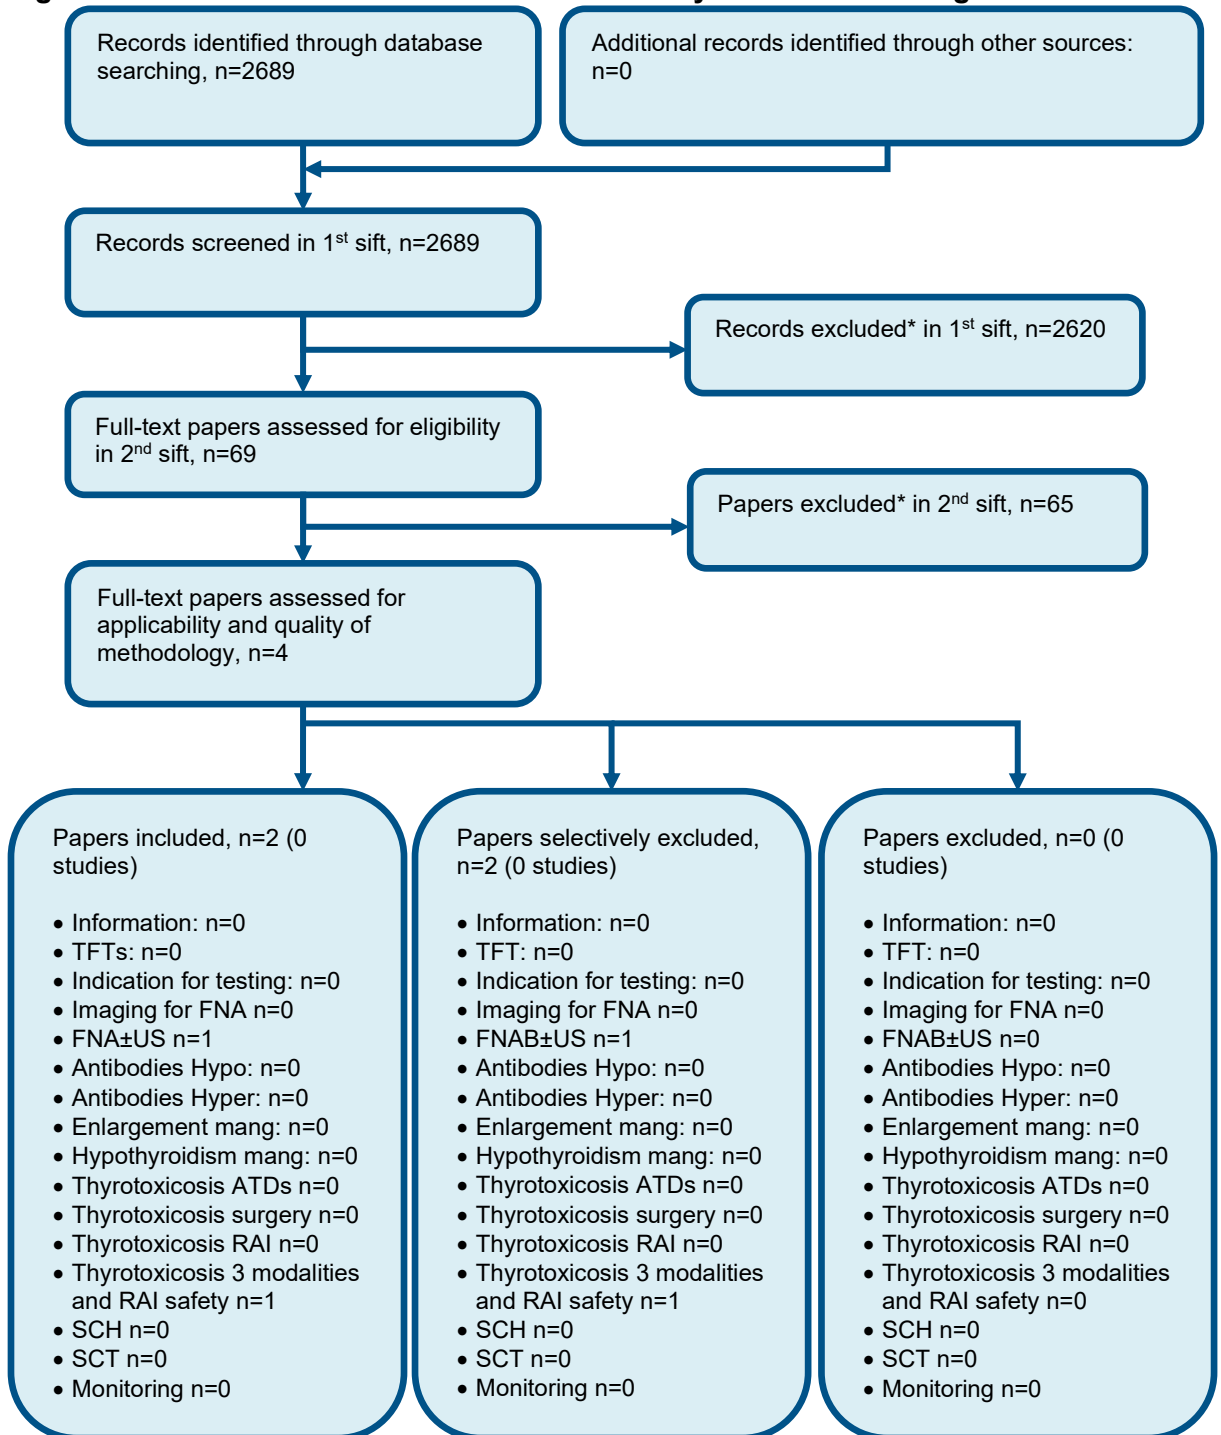 Records identified through database
searching, n=2689
Additional records identified through other sources:
n=0
Records screened in 1st sift, n=2689
Records excluded* in 1st sift, n=2620
Full-text papers assessed for eligibility
in 2nd sift, n=69
Papers excluded* in 2nd sift, n=65
Full-text papers assessed for
applicability and quality of
methodology, n=4
Papers included, n=2 (0
studies)
• Information: n=0
• TFTs: n=0
• Indication for testing: n=0
• Imaging for FNA n=0
• FNA±US n=1
• Antibodies Hypo: n=0
• Antibodies Hyper: n=0
• Enlargement mang: n=0
• Hypothyroidism mang: n=0
• Thyrotoxicosis ATDs n=0
• Thyrotoxicosis surgery n=0
• Thyrotoxicosis RAI n=0
• Thyrotoxicosis 3 modalities
and RAI safety n=1
• SCH n=0
• SCT n=0
• Monitoring n=0
Papers selectively excluded,
n=2 (0 studies)
• Information: n=0
• TFT: n=0
• Indication for testing: n=0
• Imaging for FNA: n=0
• FNAB±US n=1
• Antibodies Hypo: n=0
• Antibodies Hyper: n=0
• Enlargement mang: n=0
• Hypothyroidism mang: n=0
• Thyrotoxicosis ATDs n=0
• Thyrotoxicosis surgery n=0
• Thyrotoxicosis RAI n=0
• Thyrotoxicosis 3 modalities
and RAI safety n=1
• SCH n=0
• SCT n=0
• Monitoring n=0
Papers excluded, n=0 (0
studies)
• Information: n=0
• TFT: n=0
• Indication for testing: n=0
• Imaging for FNA: n=0
• FNAB±US: n=0
• Antibodies Hypo: n=0
• Antibodies Hyper: n=0
• Enlargement mang: n=0
• Hypothyroidism mang: n=0
• Thyrotoxicosis ATDs n=0
• Thyrotoxicosis surgery n=0
• Thyrotoxicosis RAI n=0
• Thyrotoxicosis 3 modalities
and RAI safety n=0
• SCH n=0
• SCT n=0
• Monitoring n=0